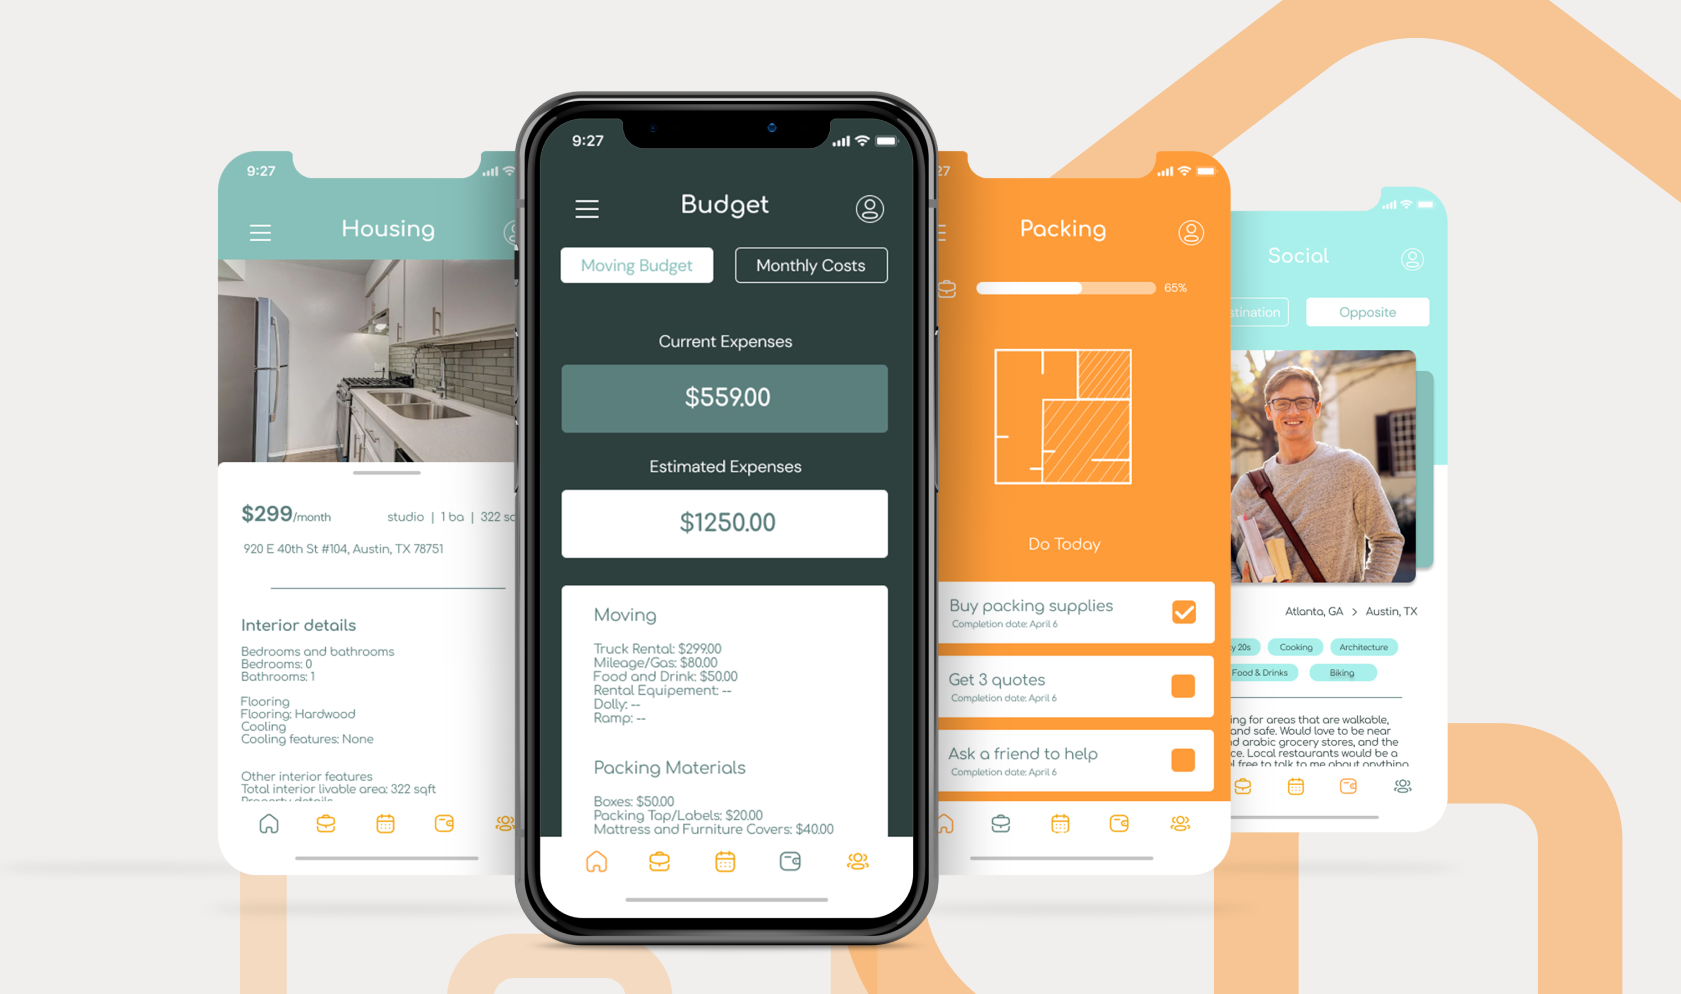 9:27
Housing
$299/month
studio | 1 ba | 322
920 E 40th St #104, Austin, TX 78751
Interior details
Bedrooms and bathrooms
Bedrooms: 0
Bathrooms: 1
Flooring
Flooring: Hardwood
Cooling
Cooling features: None
Other interior features
Total interior livable area: 322 sqft
Property details
9:27
Budget
Moving Budget
Monthly Costs
Current Expenses
$559.00
Estimated Expenses
$1250.00
Moving
Truck Rental: $299.00
Mileage/Gas: $80.00
Food and Drink: $50.00
Rental Equipement: --
Dolly: --
Ramp: --
Packing Materials
Boxes: $50.00
Packing Tap/Labels: $20.00
Mattress and Furniture Covers: $40.00
27
Packing
65%
Do Today
Buy packing supplies
Completion date: April 6
Get 3 quotes
Completion date: April 6
Ask a friend to help
Completion date: April 6
Social
stination
Opposite
Atlanta, GA > Austin, TX
y 20s
Cooking
Architecture
Food & Drinks
Biking
ing for areas that are walkable,
and safe. Would love to be near
d arabic grocery stores, and the
ce. Local restaurants would be a
l free to talk to me about anything